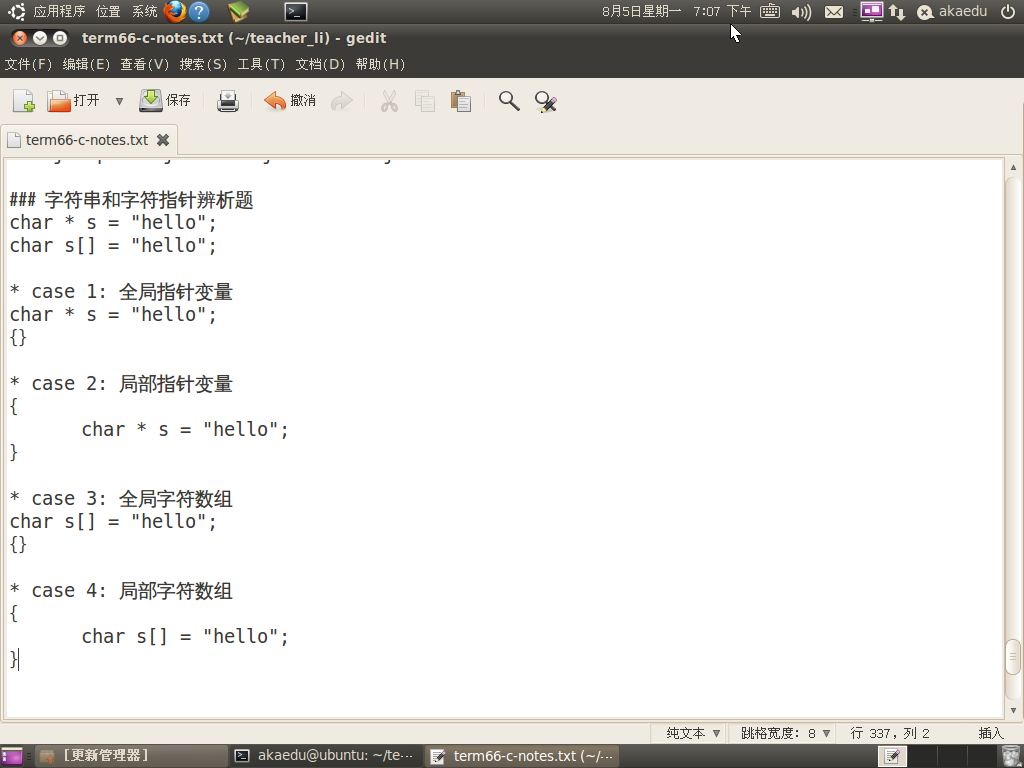 应用程序 位置 系统 8月5日星期一 7:07 下午 akaedu
term66-c-notes.txt (~/teacher_li) - gedit
文件(F) 编辑(E) 查看(V) 搜索(S) 工具(T) 文档(D) 帮助(H)
打开 保存 撤消
term66-c-notes.txt
### 字符串和字符指针辨析题
char * s = "hello";
char s[] = "hello";
* case 1: 全局指针变量
char * s = "hello";
{}
* case 2: 局部指针变量
{
char * s = "hello";
}
* case 3: 全局字符数组
char s[] = "hello";
{}
* case 4: 局部字符数组
{
char s[] = "hello";
}
纯文本 跳格宽度: 8 行 337, 列 2 插入
[更新管理器] akaedu@ubuntu: ~/te··· term66-c-notes.txt (~/···